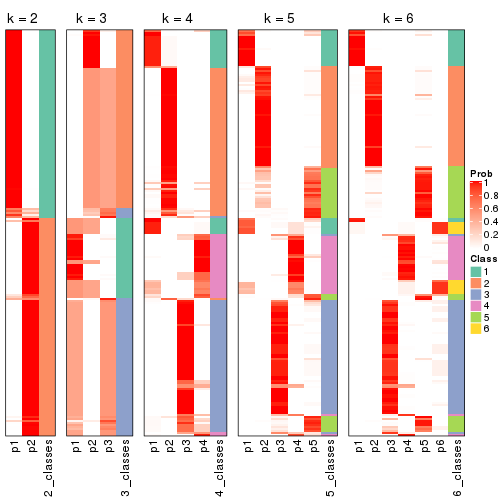 k = 2
k = 3
k = 4
k = 5
k = 6
Prob
1
0.8
0.6
0.4
0.2
0
Class
1
2
3
4
5
6
p1
p2
2_classes
p1
p2
p3
3_classes
p1
p2
p3
p4
4_classes
p1
p2
p3
p4
p5
5_classes
p1
p2
p3
p4
p5
p6
6_classes